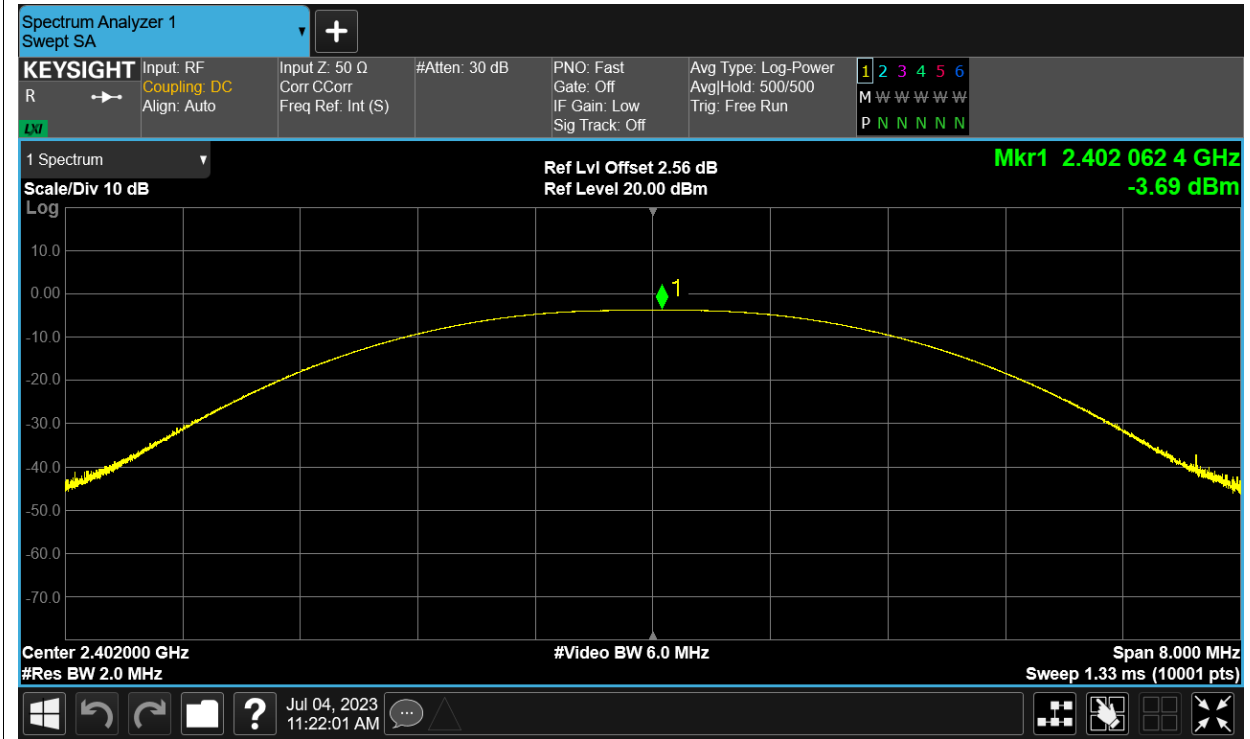 Spectrum Analyzer 1
Swept SA
KEYSIGHT
R
LXI
Input: RF
Coupling: DC
Align: Auto
Input Z: 50 Ω
Corr CCorr
Freq Ref: Int (S)
#Atten: 30 dB
PNO: Fast
Gate: Off
IF Gain: Low
Sig Track: Off
Avg Type: Log-Power
Avg|Hold: 500/500
Trig: Free Run
1 2 3 4 5 6
M W W W W W
P N N N N N
1 Spectrum
Scale/Div 10 dB
Log
Ref Lvl Offset 2.56 dB
Ref Level 20.00 dBm
Mkr1 2.402 062 4 GHz
-3.69 dBm
1
10.0
0.00
-10.0
-20.0
-30.0
-40.0
-50.0
-60.0
-70.0
Center 2.402000 GHz
#Res BW 2.0 MHz
#Video BW 6.0 MHz
Span 8.000 MHz
Sweep 1.33 ms (10001 pts)
?
Jul 04, 2023
11:22:01 AM